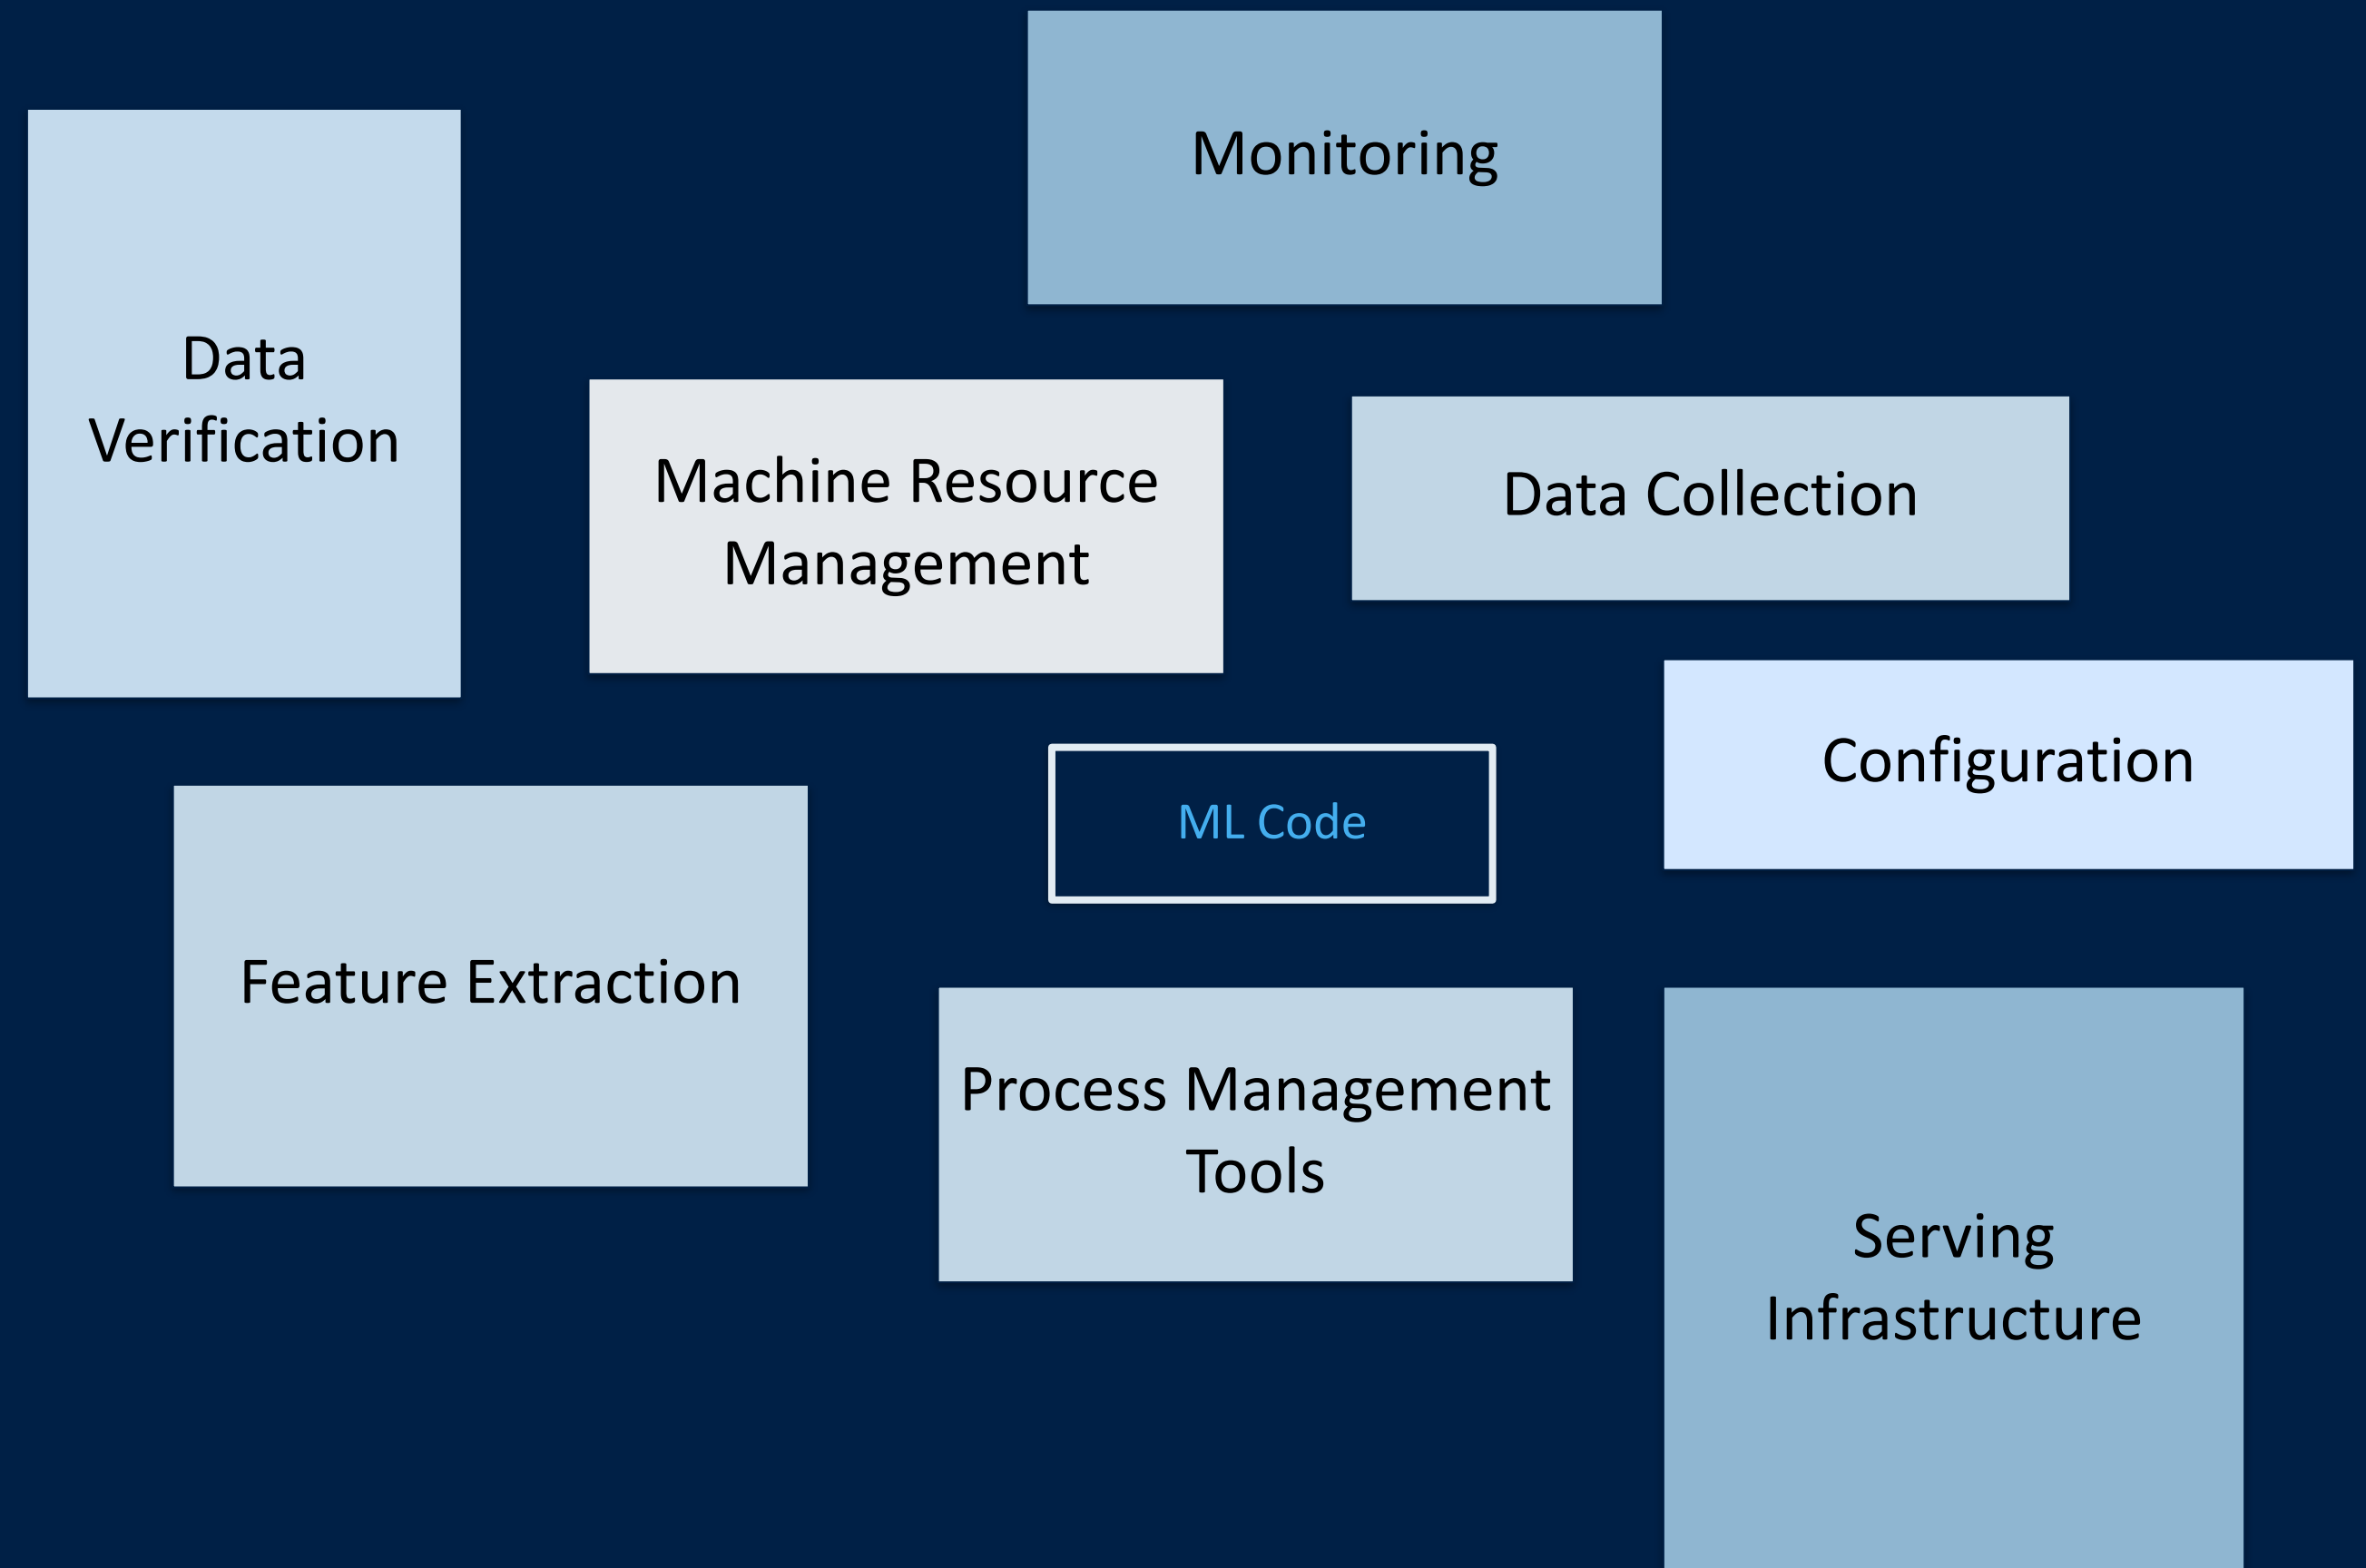 Monitoring
Data
Verification
Machine Resource
Management
Data Collection
Configuration
ML Code
Feature Extraction
Process Management
Tools
Serving
Infrastructure